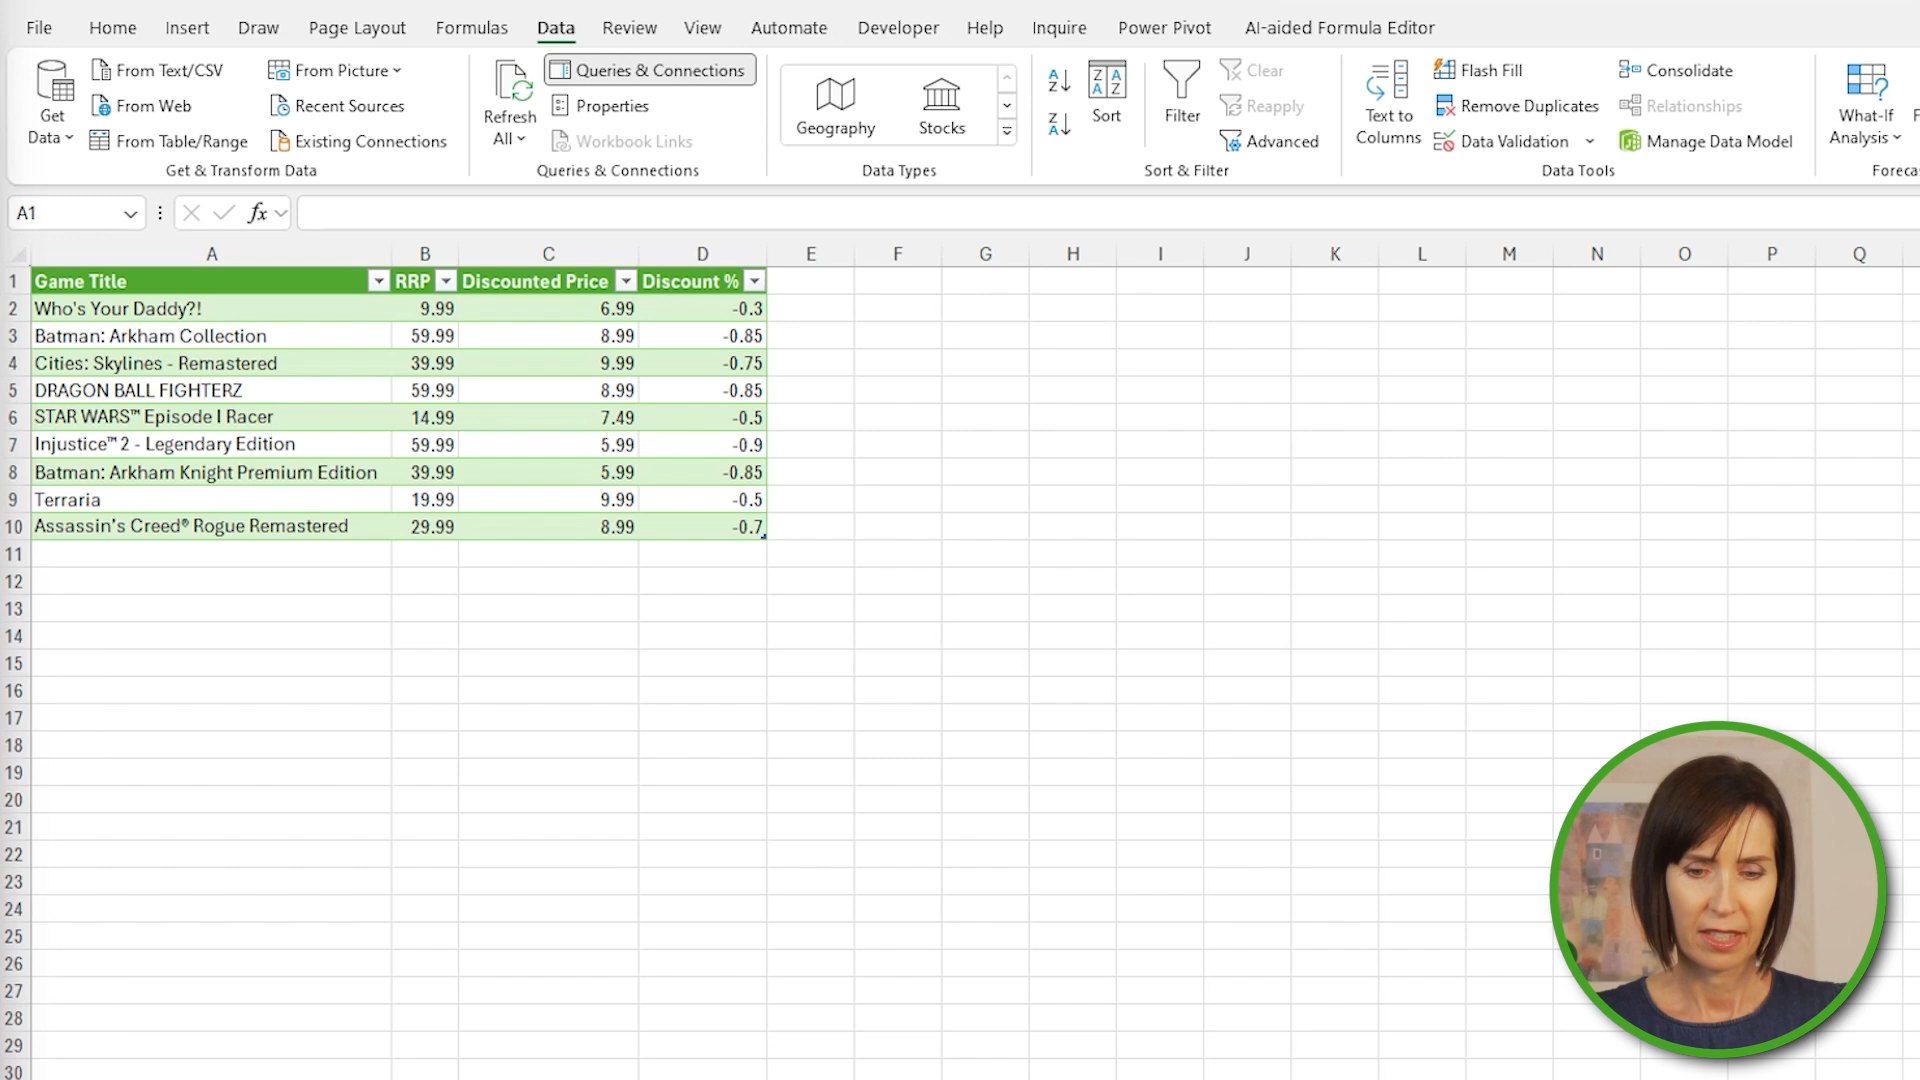 File Home Insert Draw Page Layout Formulas Data Review View Automate Developer Help Inquire Power Pivot AI-aided Formula Editor
Get Data
From Text/CSV
From Web
From Table/Range
From Picture
Recent Sources
Existing Connections
Get & Transform Data
Refresh All
Queries & Connections
Properties
Workbook Links
Queries & Connections
Geography
Stocks
Data Types
Sort
Filter
Clear
Reapply
Advanced
Sort & Filter
Text to Columns
Flash Fill
Remove Duplicates
Data Validation
Consolidate
Relationships
Manage Data Model
Data Tools
What-If Analysis
A1
fx
A B C D E F G H I J K L M N O P Q
1 Game Title RRP Discounted Price Discount %
2 Who's Your Daddy?! 9.99 6.99 -0.3
3 Batman: Arkham Collection 59.99 8.99 -0.85
4 Cities: Skylines - Remastered 39.99 9.99 -0.75
5 DRAGON BALL FIGHTERZ 59.99 8.99 -0.85
6 STAR WARS™ Episode I Racer 14.99 7.49 -0.5
7 Injustice™ 2 - Legendary Edition 59.99 5.99 -0.9
8 Batman: Arkham Knight Premium Edition 39.99 5.99 -0.85
9 Terraria 19.99 9.99 -0.5
10 Assassin’s Creed® Rogue Remastered 29.99 8.99 -0.7
11
12
13
14
15
16
17
18
19
20
21
22
23
24
25
26
27
28
29
30